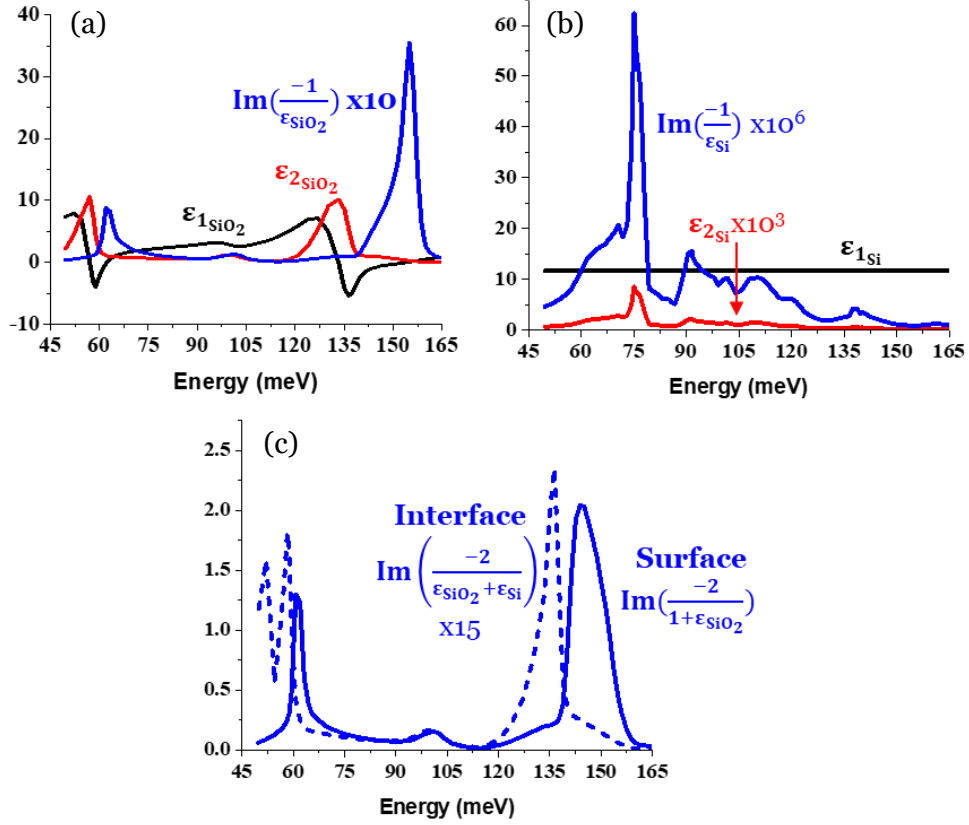 (a)
40
30
20
10
0
-10
Im(-1/εSiO2) x10
ε2SiO2
ε1SiO2
45 60 75 90 105 120 135 150 165
Energy (meV)
(b)
60
50
40
30
20
10
0
Im(-1/εSi) x10^6
ε2Si x10^3
ε1Si
45 60 75 90 105 120 135 150 165
Energy (meV)
(c)
2.5
2.0
1.5
1.0
0.5
0.0
Interface
Im(-2/(εSiO2+εSi))
x15
Surface
Im(-2/(1+εSiO2))
45 60 75 90 105 120 135 150 165
Energy (meV)